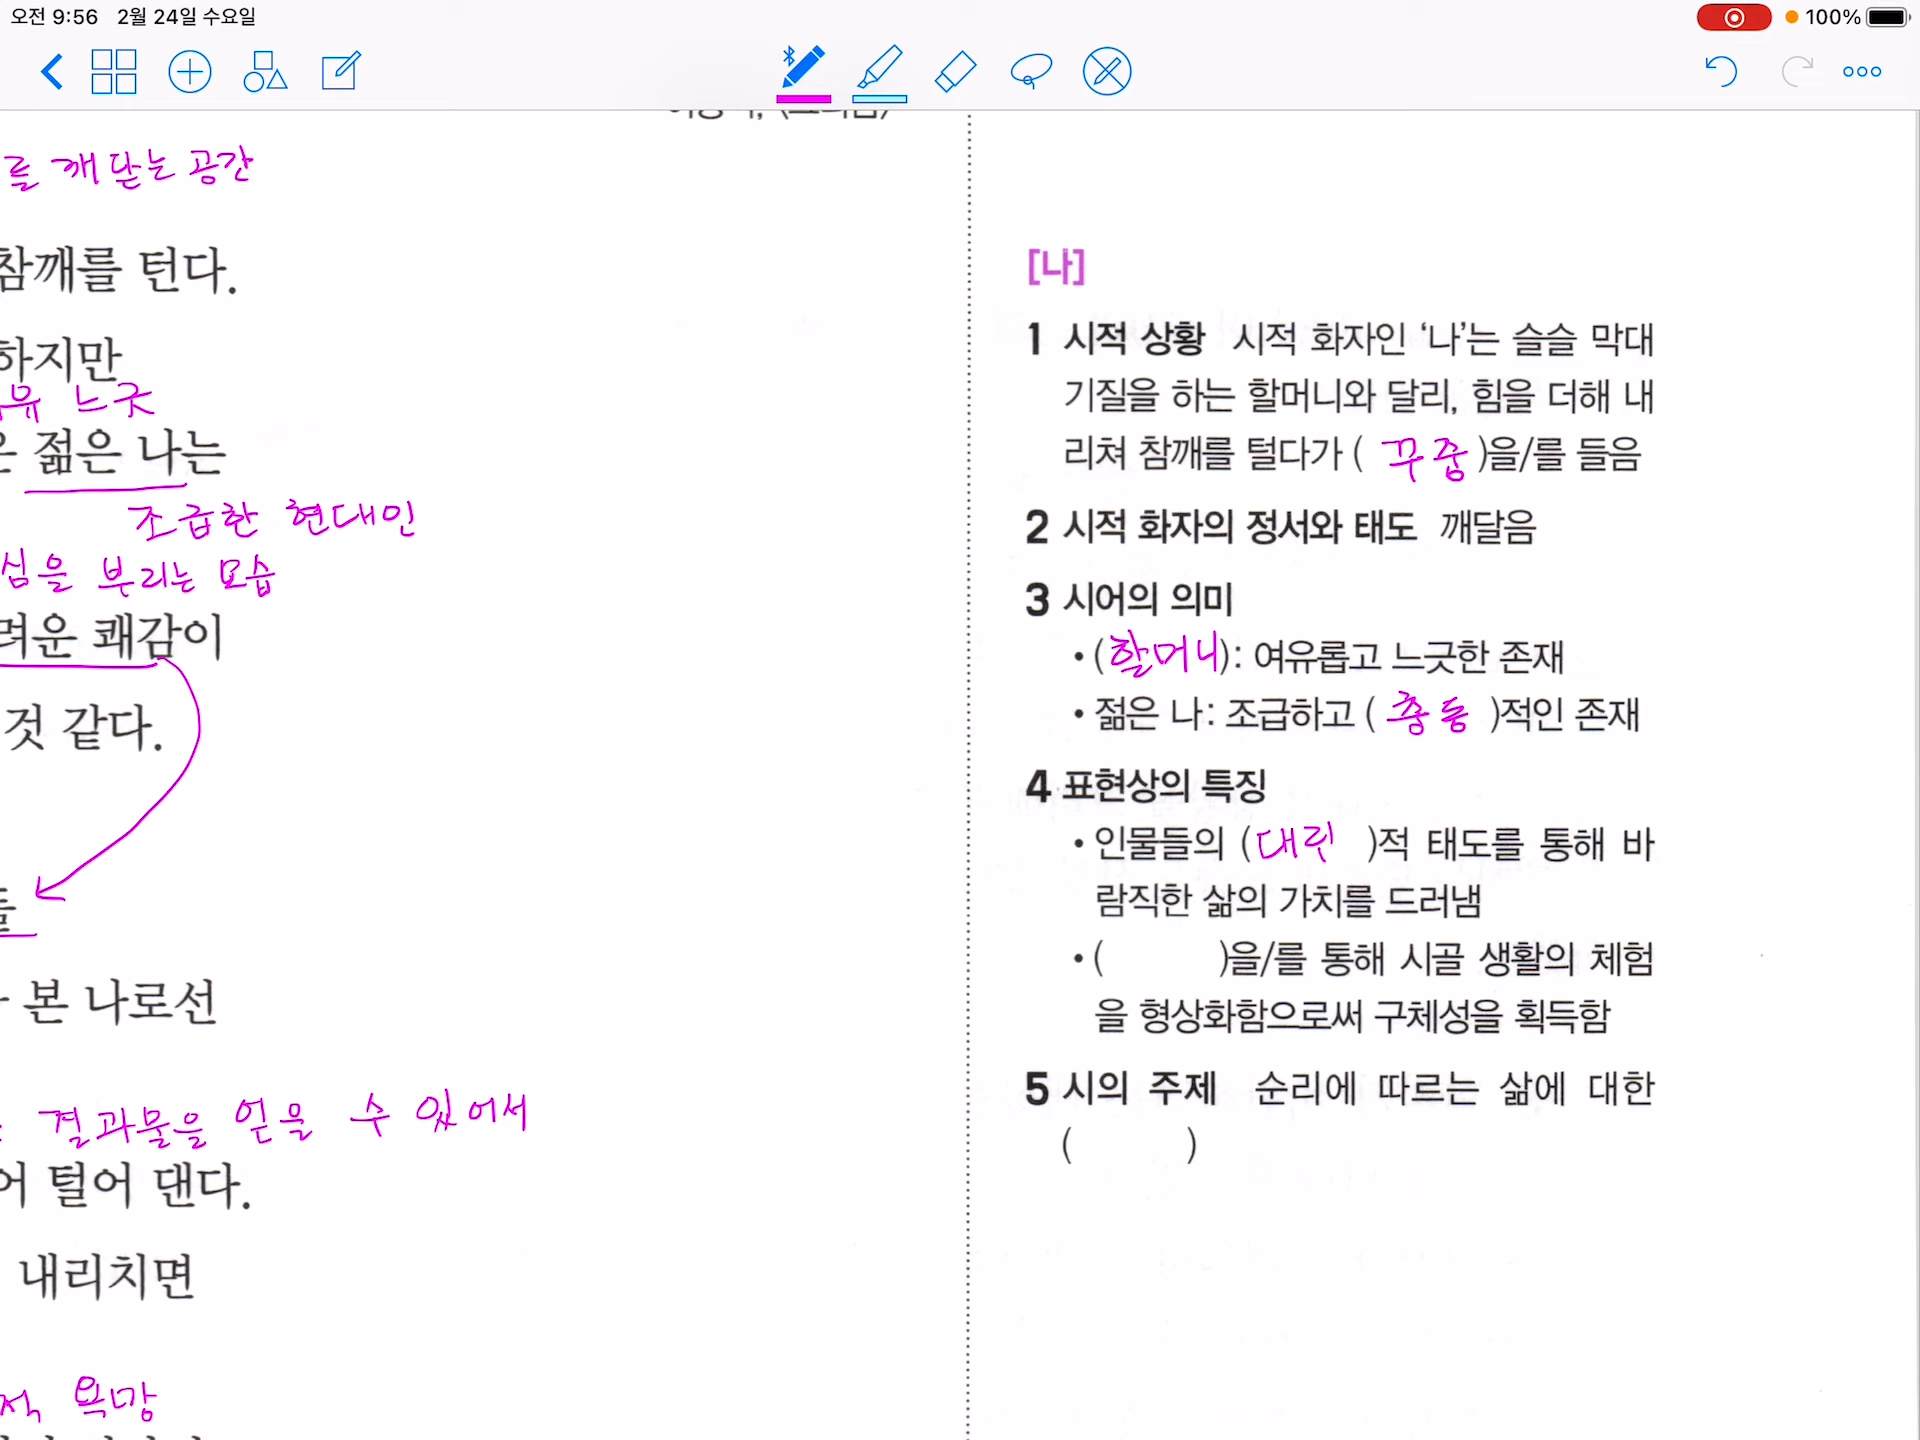 오전 9:56 2월 24일 수요일
100%
를 깨닫는 공간
참깨를 턴다.
하지만
느긋
젊은 나는
조급한 현대인
심을 부리는 모습
려운 쾌감이
것 같다.
들
본 나로선
결과물을 얻을 수 있어서
어 털어 댄다.
내리치면
적 욕망
[나]
1 시적 상황 시적 화자인 ‘나’는 슬슬 막대
기질을 하는 할머니와 달리, 힘을 더해 내
리쳐 참깨를 털다가 ( 꾸중 )을/를 들음
2 시적 화자의 정서와 태도 깨달음
3 시어의 의미
• (할머니): 여유롭고 느긋한 존재
• 젊은 나: 조급하고 ( 충동 )적인 존재
4 표현상의 특징
• 인물들의 ( 대립 )적 태도를 통해 바
람직한 삶의 가치를 드러냄
• ( )을/를 통해 시골 생활의 체험
을 형상화함으로써 구체성을 획득함
5 시의 주제 순리에 따르는 삶에 대한
( )